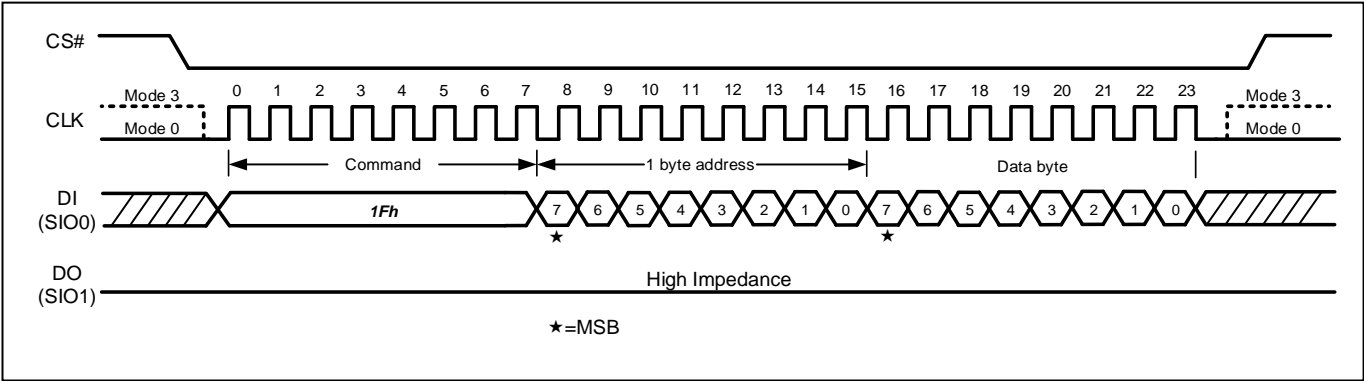 CS#
0 1 2 3 4 5 6 7 8 9 10 11 12 13 14 15 16 17 18 19 20 21 22 23
Mode 3
Mode 3
CLK
Mode 0
Mode 0
Command
1 byte address
Data byte
DI
(SIO0)
1Fh
7 6 5 4 3 2 1 0 7 6 5 4 3 2 1 0
★
★
DO
(SIO1)
High Impedance
★=MSB